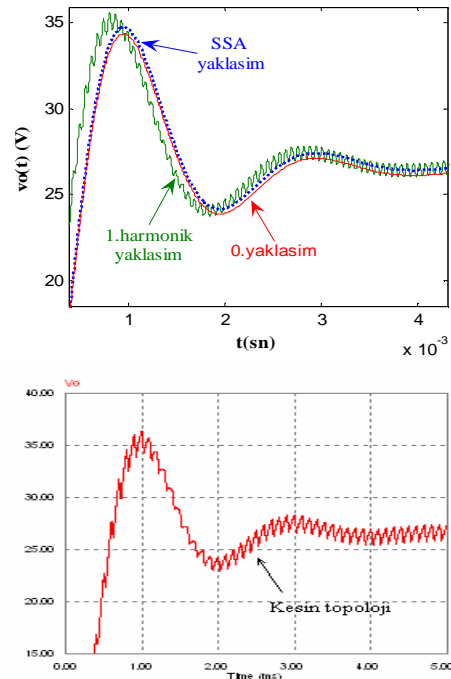 35
30
25
20
vo(t) (V)
SSA
yaklasim
1.harmonik
yaklasim
0.yaklasim
1
2
3
4
t(sn)
x 10⁻³
Vo
40.00
35.00
30.00
25.00
20.00
15.00
Kesin topoloji
0.00
1.00
2.00
3.00
4.00
5.00
Time (ms)